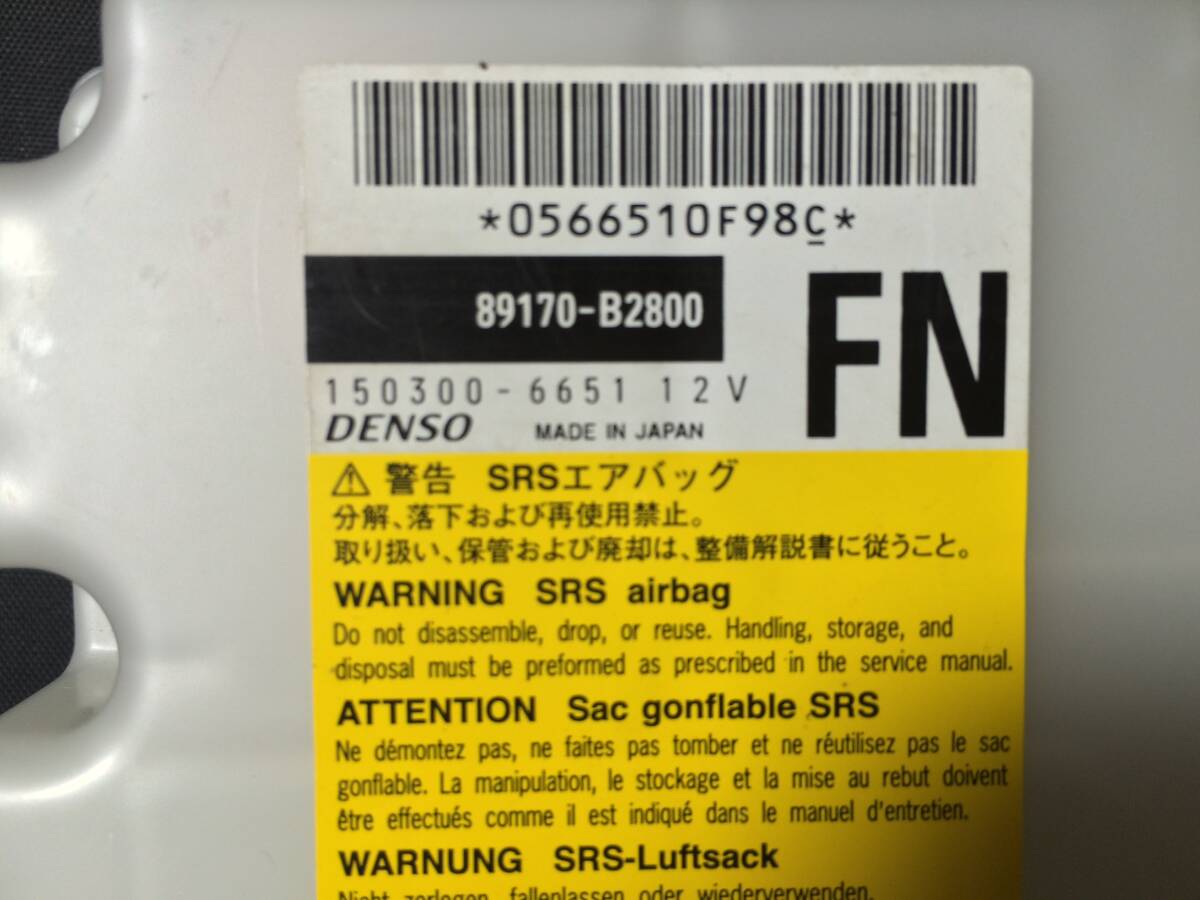 *0566510F98C*
89170-B2800
FN
150300-6651 12V
DENSO MADE IN JAPAN
⚠ 警告 SRSエアバッグ
分解、落下および再使用禁止。
取り扱い、保管および廃却は、整備解説書に従うこと。
WARNING SRS airbag
Do not disassemble, drop, or reuse. Handling, storage, and
disposal must be preformed as prescribed in the service manual.
ATTENTION Sac gonflable SRS
Ne démontez pas, ne faites pas tomber et ne réutilisez pas le sac
gonflable. La manipulation, le stockage et la mise au rebut doivent
être effectués comme il est indiqué dans le manuel d'entretien.
WARNUNG SRS-Luftsack
Nicht zerlegen, fallenlassen oder wiederverwenden.